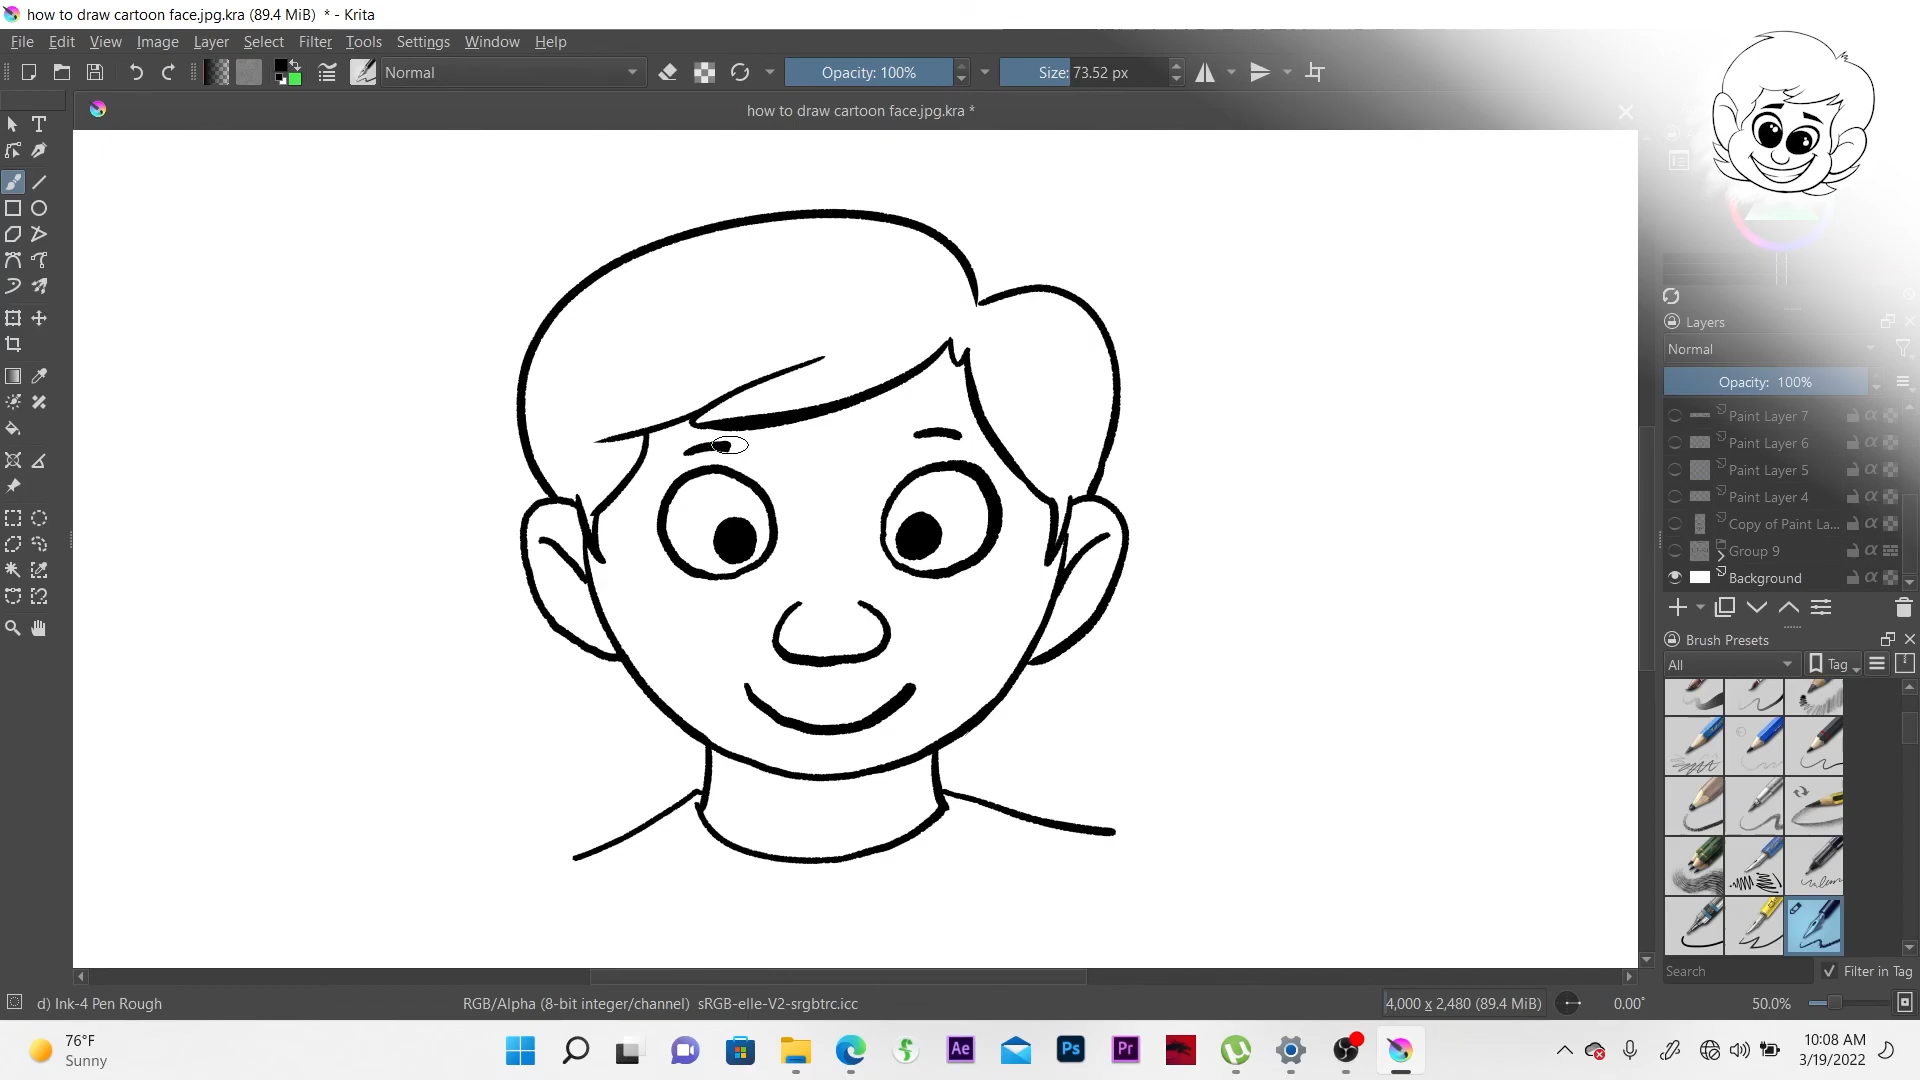 how to draw cartoon face.jpg.kra (89.4 MiB)  * - Krita
File Edit View Image Layer Select Filter Tools Settings Window Help
Normal Opacity: 100% Size: 73.52 px
how to draw cartoon face.jpg.kra *
Layers
Normal
Opacity:  100%
Paint Layer 7
Paint Layer 6
Paint Layer 5
Paint Layer 4
Copy of Paint La...
Group 9
Background
Brush Presets
All Tag
Search Filter in Tag
d) Ink-4 Pen Rough RGB/Alpha (8-bit integer/channel)  sRGB-elle-V2-srgbtrc.icc 4,000 x 2,480 (89.4 MiB) 0.00° 50.0%
76°F
Sunny
Ae Ps Pr
10:08 AM
3/19/2022